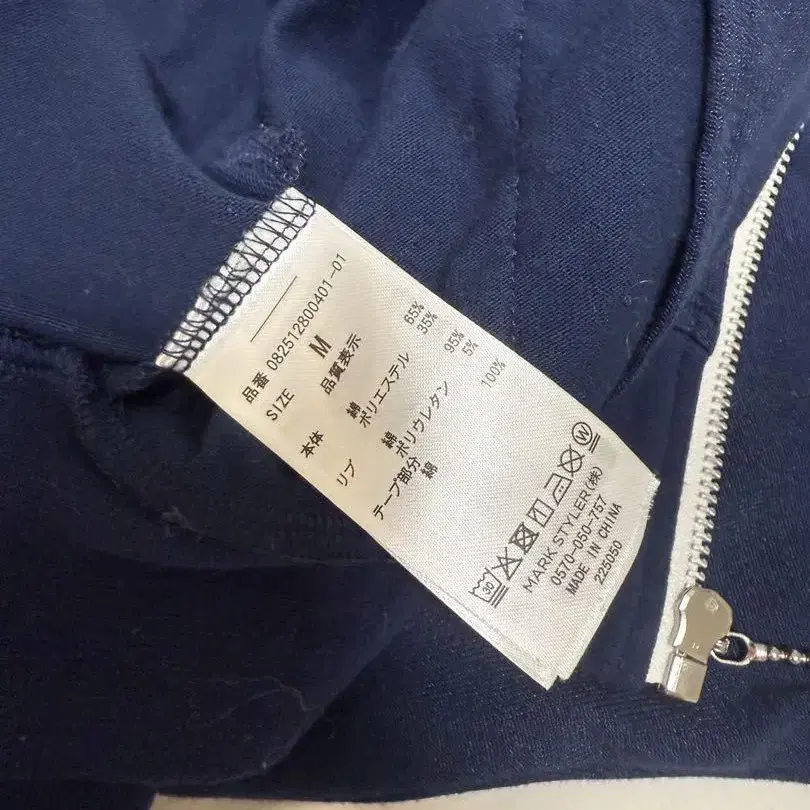 品番 082512800401-01
SIZE M
品質表示
本体 綿 65%
ポリエステル 35%
リブ 綿 95%
ポリウレタン 5%
テープ部分
綿 100%
30
W
MARK STYLER(株)
0570-050-757
MADE IN CHINA
225050